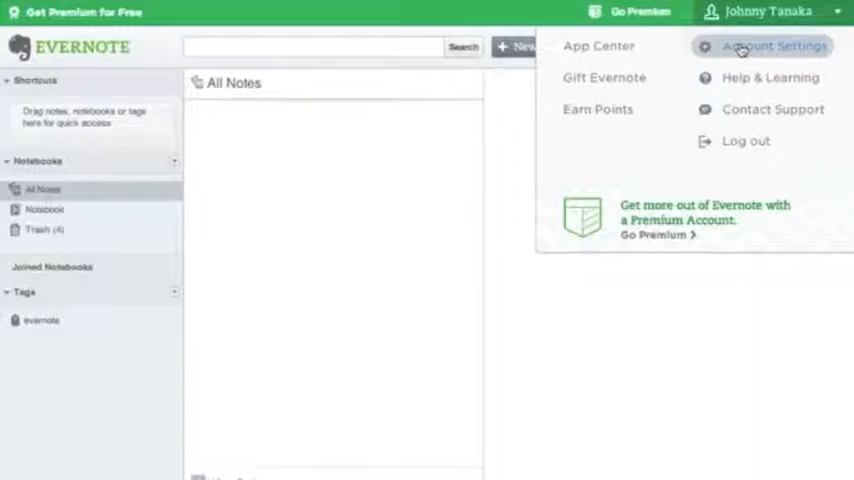 Get Premium for Free
Go Premium
Johnny Tanaka
EVERNOTE
Search
New
App Center
Account Settings
Gift Evernote
Help & Learning
Earn Points
Contact Support
Log out
Get more out of Evernote with
a Premium Account.
Go Premium
Shortcuts
Drag notes, notebooks or tags
here for quick access
Notebooks
All Notes
Notebook
Trash (4)
Joined Notebooks
Tags
evernote
All Notes